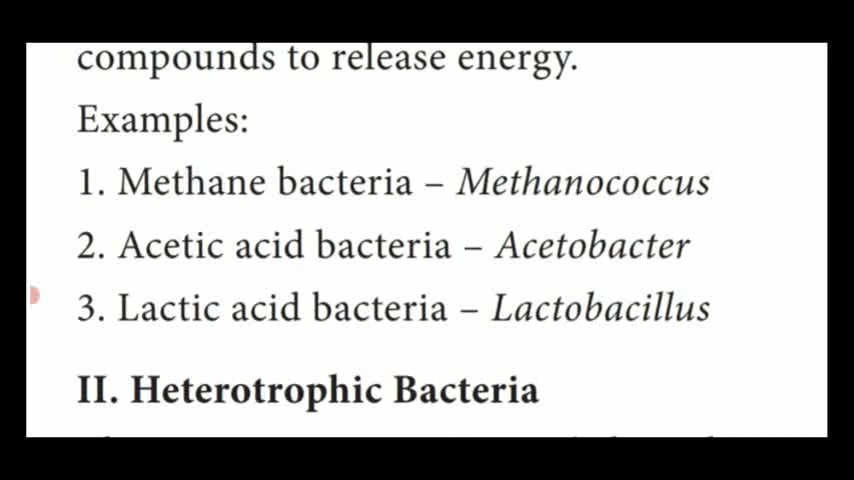 compounds to release energy.
Examples:
1. Methane bacteria – Methanococcus
2. Acetic acid bacteria – Acetobacter
3. Lactic acid bacteria – Lactobacillus
II. Heterotrophic Bacteria